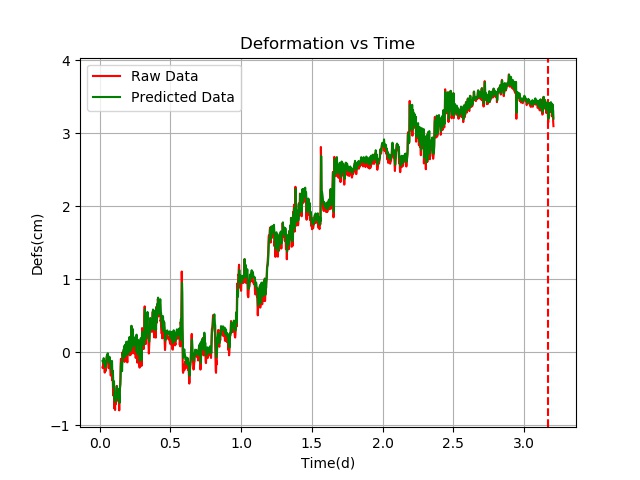 Deformation vs Time
Raw Data
Predicted Data
4
3
2
1
0
−1
Defs(cm)
0.0 0.5 1.0 1.5 2.0 2.5 3.0
Time(d)